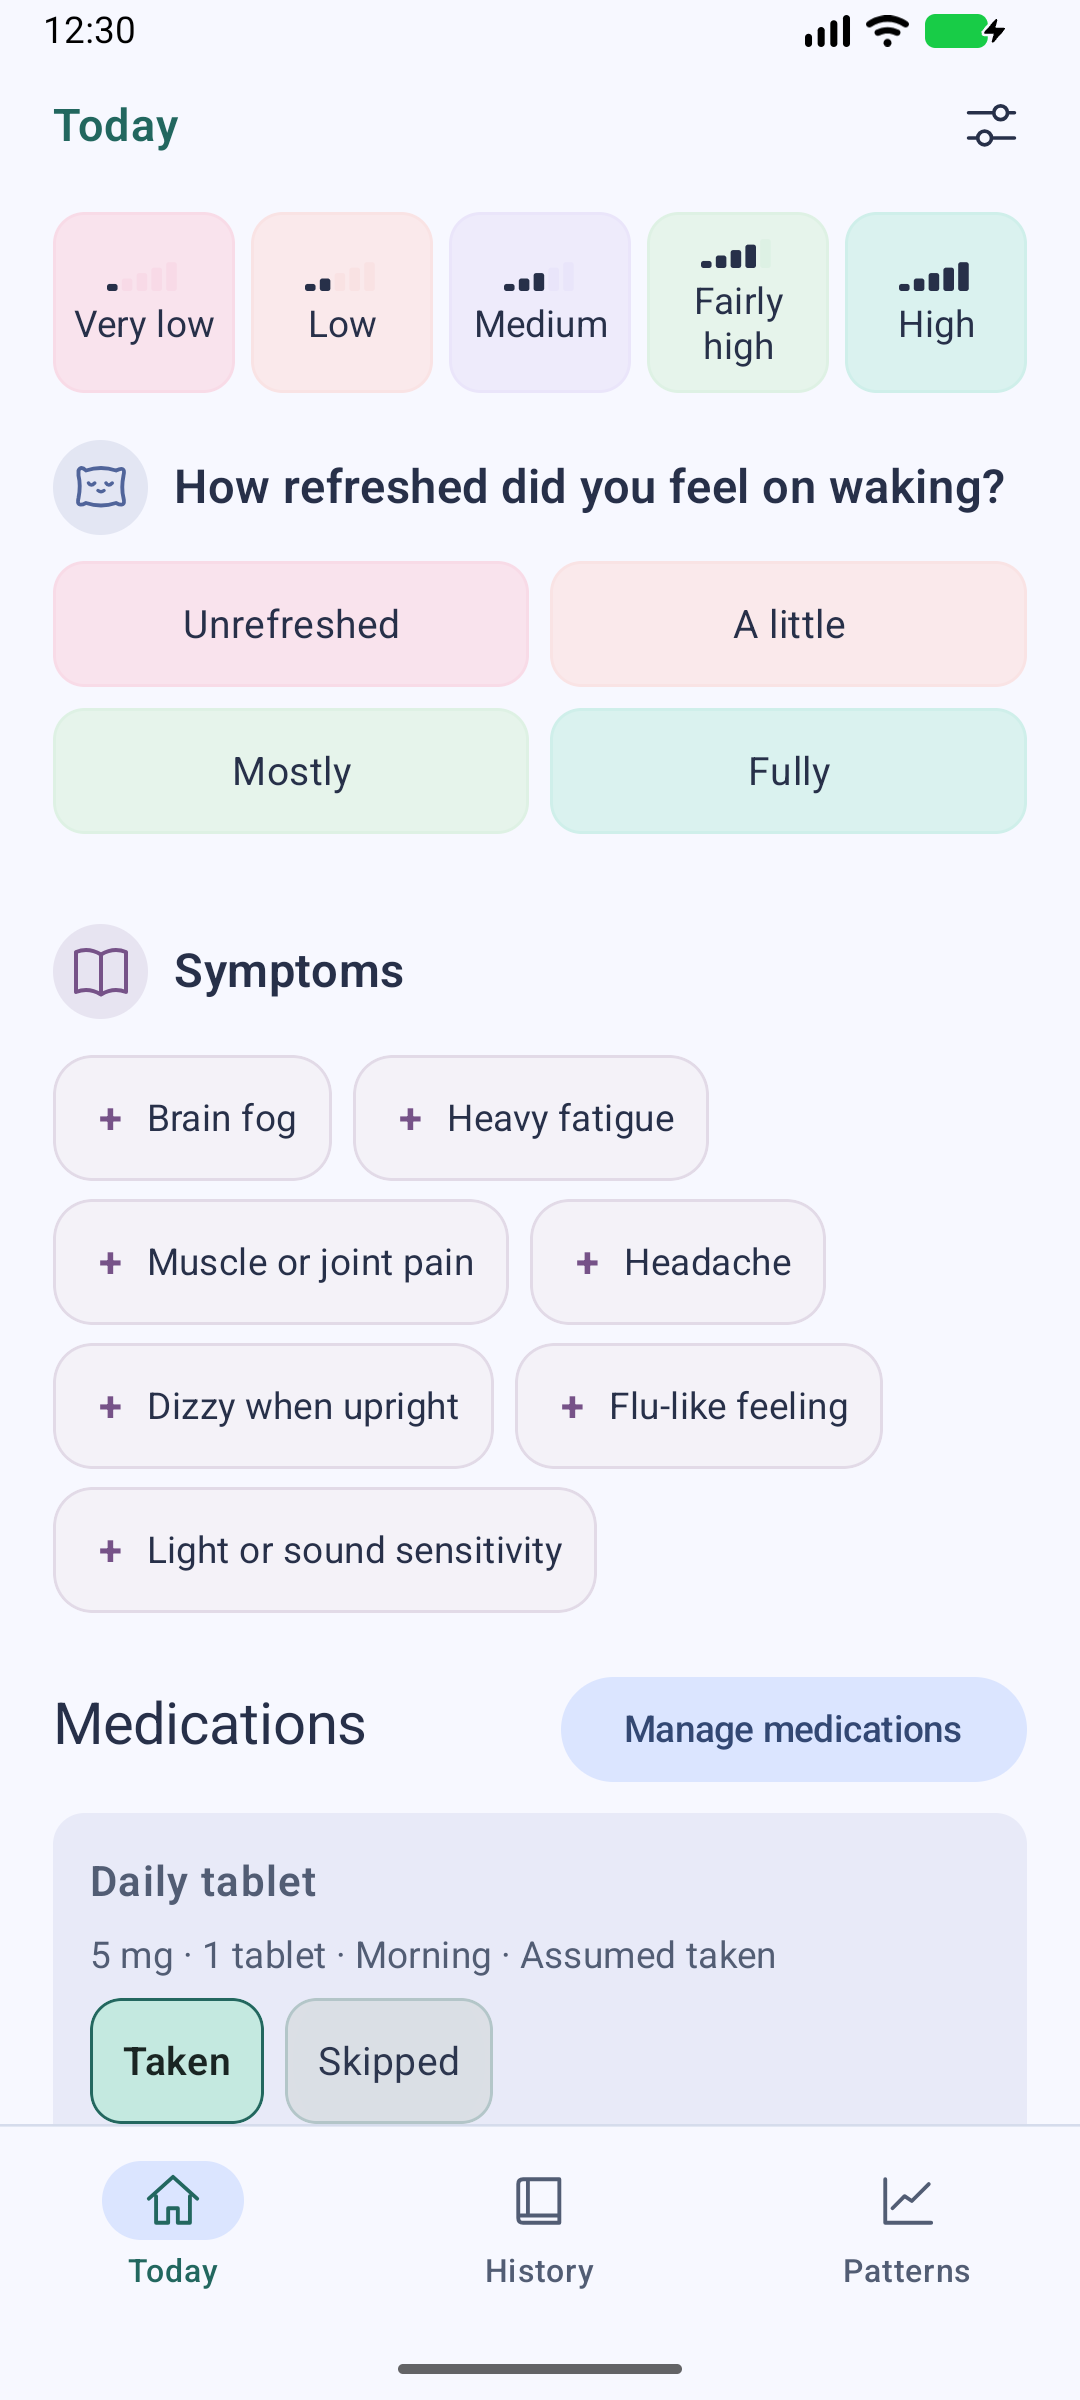 12:30
Today
Very low
Low
Medium
Fairly
high
High
How refreshed did you feel on waking?
Unrefreshed
A little
Mostly
Fully
Symptoms
+ Brain fog
+ Heavy fatigue
+ Muscle or joint pain
+ Headache
+ Dizzy when upright
+ Flu-like feeling
+ Light or sound sensitivity
Medications
Manage medications
Daily tablet
5 mg · 1 tablet · Morning · Assumed taken
Taken
Skipped
Today
History
Patterns